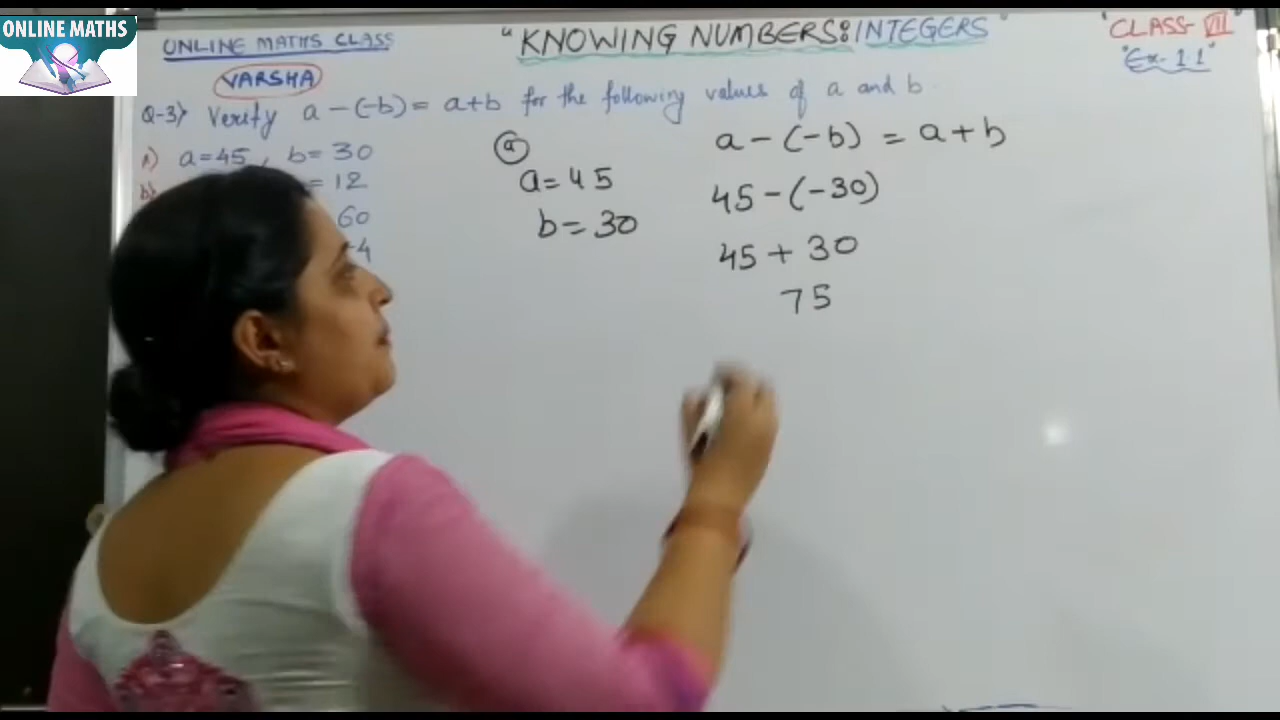 ONLINE MATHS
ONLINE MATHS CLASS
"KNOWING NUMBERS: INTEGERS"
"CLASS-VII"
"Ex-1.1"
VARSHA
Q-3) Verify a-(-b)=a+b for the following values of a and b
a) a=45, b=30
b) =12
60
4
(a)
a=45
b=30
a-(-b)=a+b
45-(-30)
45+30
75